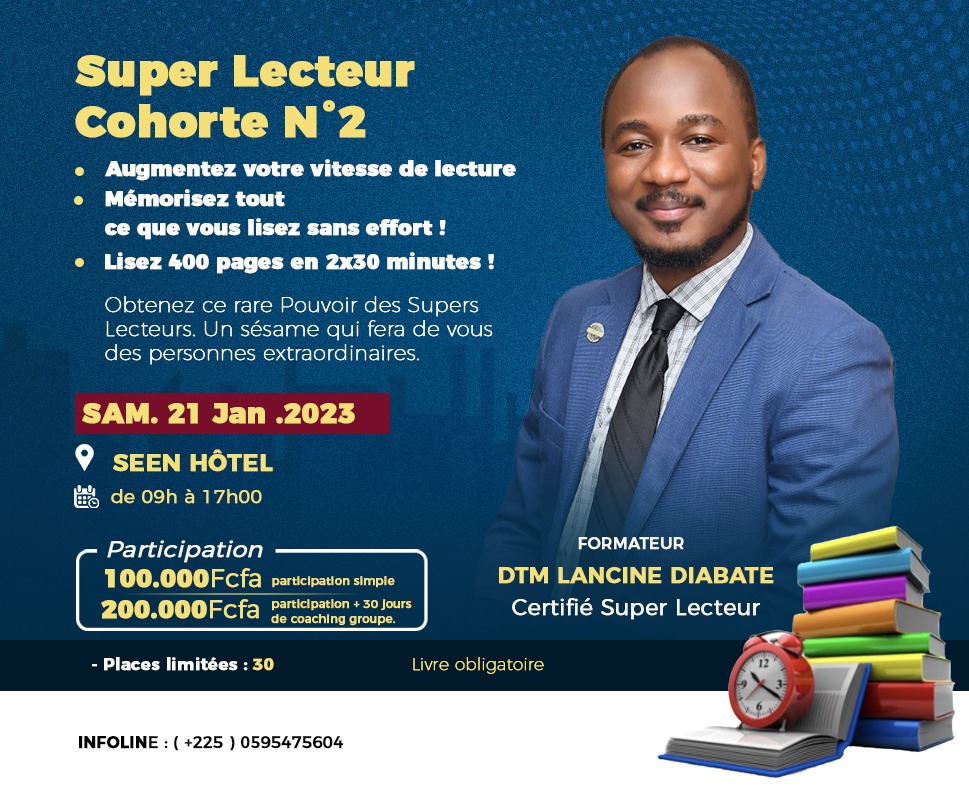 Super Lecteur
Cohorte N°2
• Augmentez votre vitesse de lecture
• Mémorisez tout
ce que vous lisez sans effort !
• Lisez 400 pages en 2x30 minutes !
Obtenez ce rare Pouvoir des Supers
Lecteurs. Un sésame qui fera de vous
des personnes extraordinaires.
SAM. 21 Jan .2023
SEEN HÔTEL
de 09h à 17h00
Participation
100.000Fcfa participation simple
200.000Fcfa participation + 30 jours
de coaching groupe.
FORMATEUR
DTM LANCINE DIABATE
Certifié Super Lecteur
- Places limitées : 30
Livre obligatoire
12
3
6
9
INFOLINE : ( +225 ) 0595475604